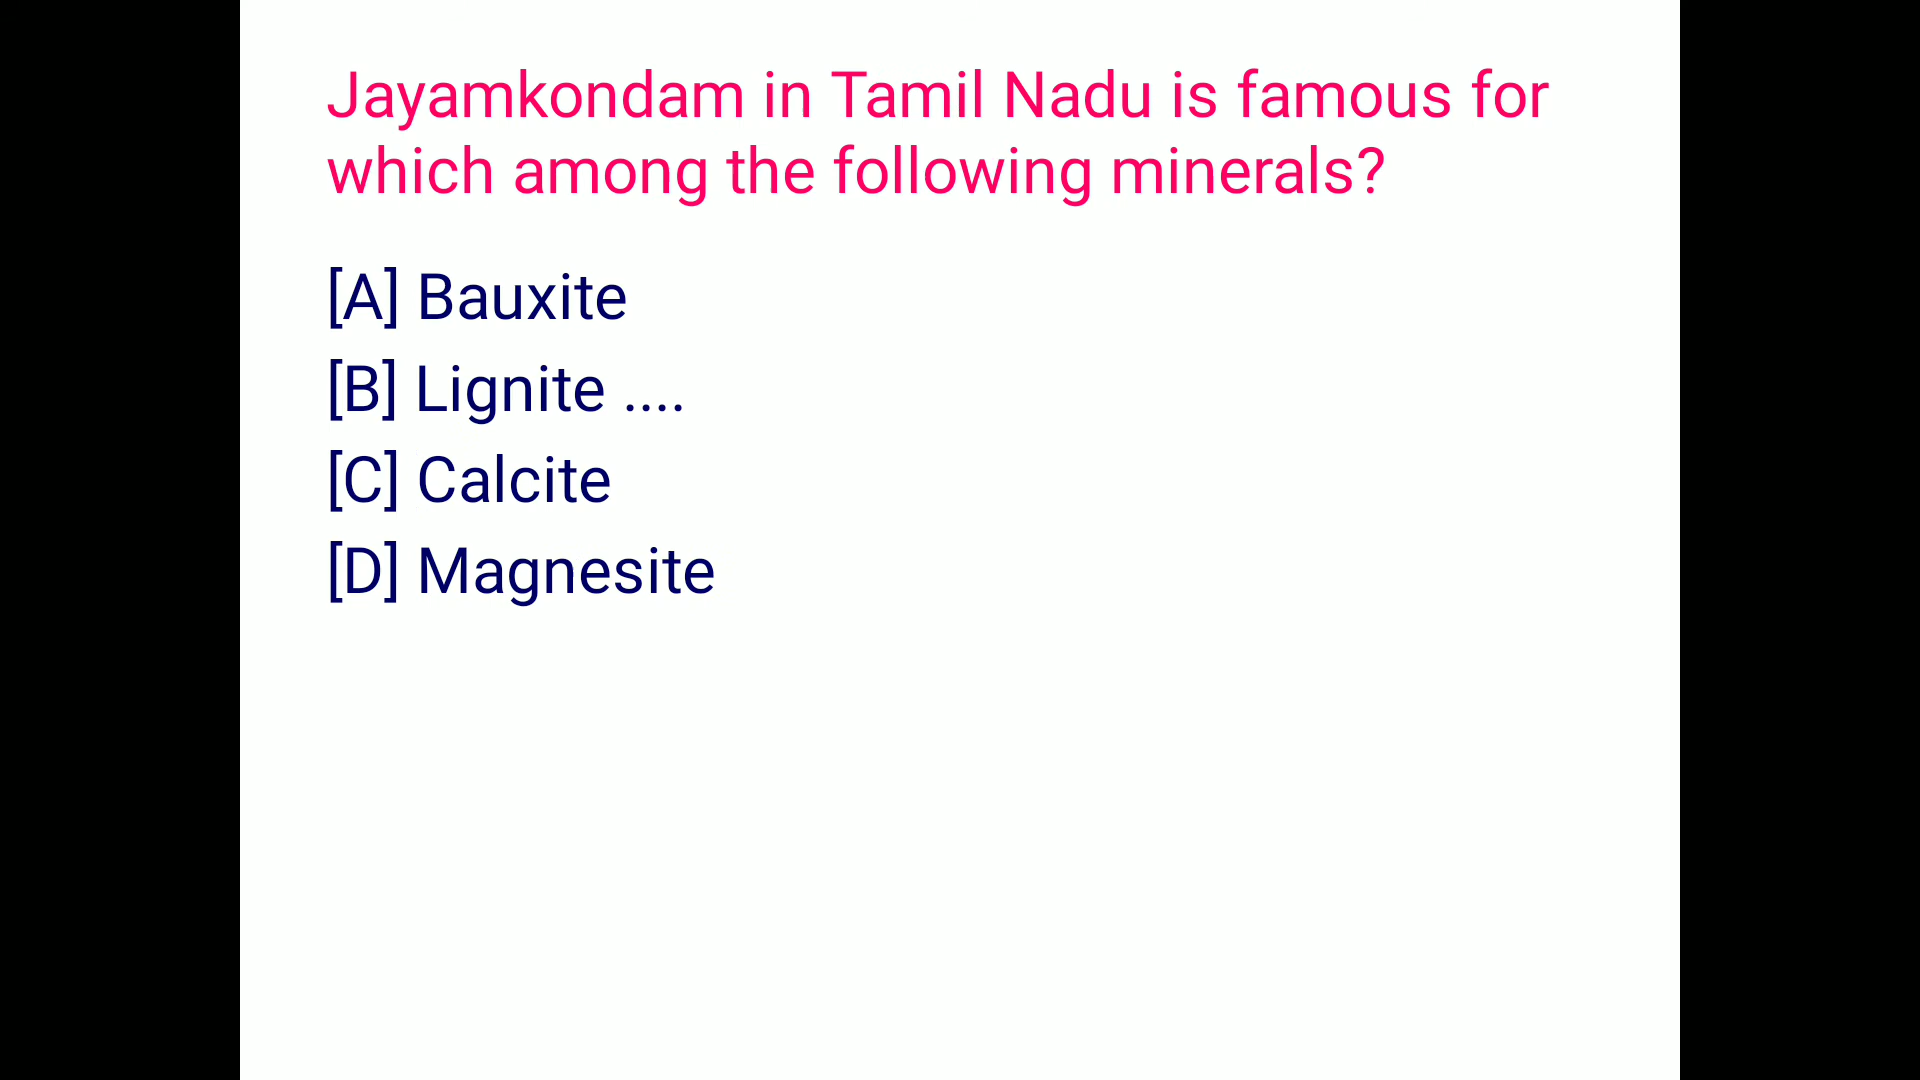 Jayamkondam in Tamil Nadu is famous for
which among the following minerals?
[A] Bauxite
[B] Lignite ....
[C] Calcite
[D] Magnesite